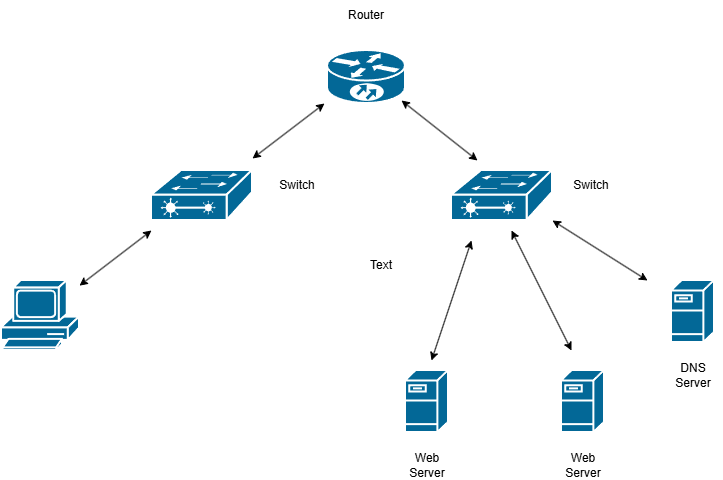 Router
Switch
Switch
Text
DNS
Server
Web
Server
Web
Server